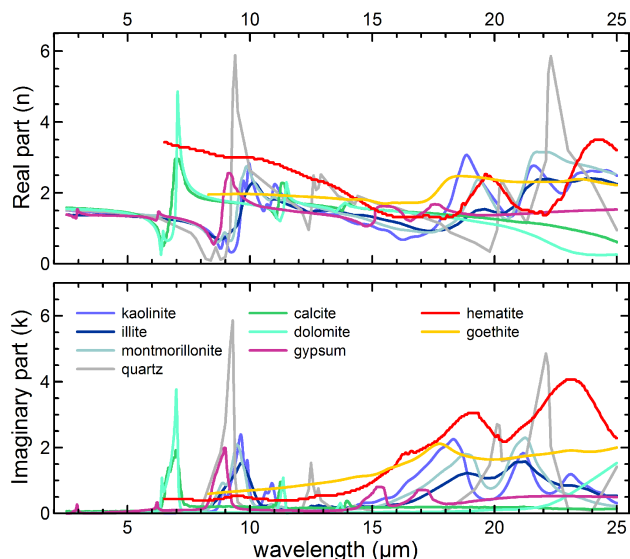 5 10 15 20 25
6
4
2
0
Real part (n)
6
4
2
0
Imaginary part (k)
kaolinite calcite hematite
illite dolomite goethite
montmorillonite gypsum
quartz
5 10 15 20 25
wavelength (µm)